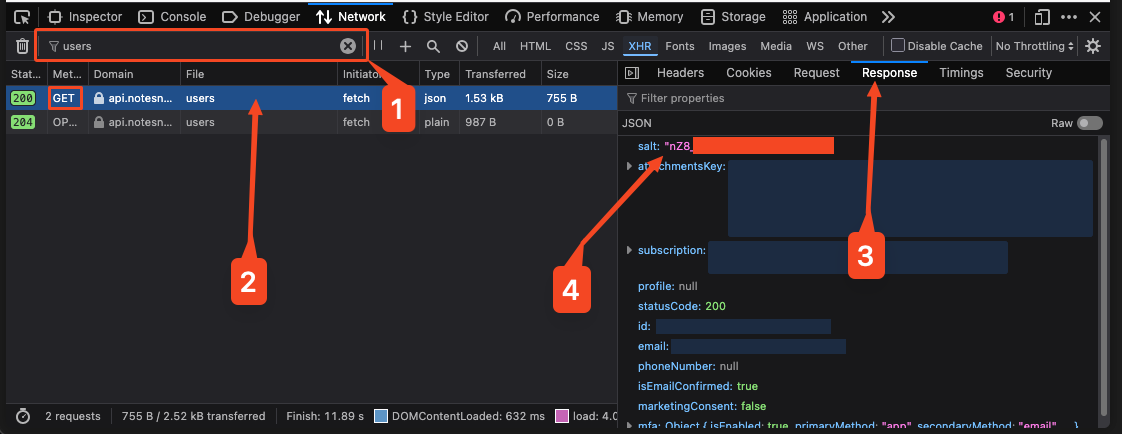 Inspector Console Debugger Network Style Editor Performance Memory Storage Application 1
users All HTML CSS JS XHR Fonts Images Media WS Other Disable Cache No Throttling
Stat... Met... Domain File Initiator Type Transferred Size
200 GET api.notesn... users fetch json 1.53 kB 755 B
204 OP... api.notesn... users fetch plain 987 B 0 B
1
2
2 requests 755 B / 2.52 kB transferred Finish: 11.89 s DOMContentLoaded: 632 ms load: 4.0
Headers Cookies Request Response Timings Security
Filter properties
JSON Raw
salt: "nZ8_
attachmentsKey:
subscription:
3
4
profile: null
statusCode: 200
id:
email:
phoneNumber: null
isEmailConfirmed: true
marketingConsent: false
mfa: Object { isEnabled: true, primaryMethod: "app", secondaryMethod: "email", … }